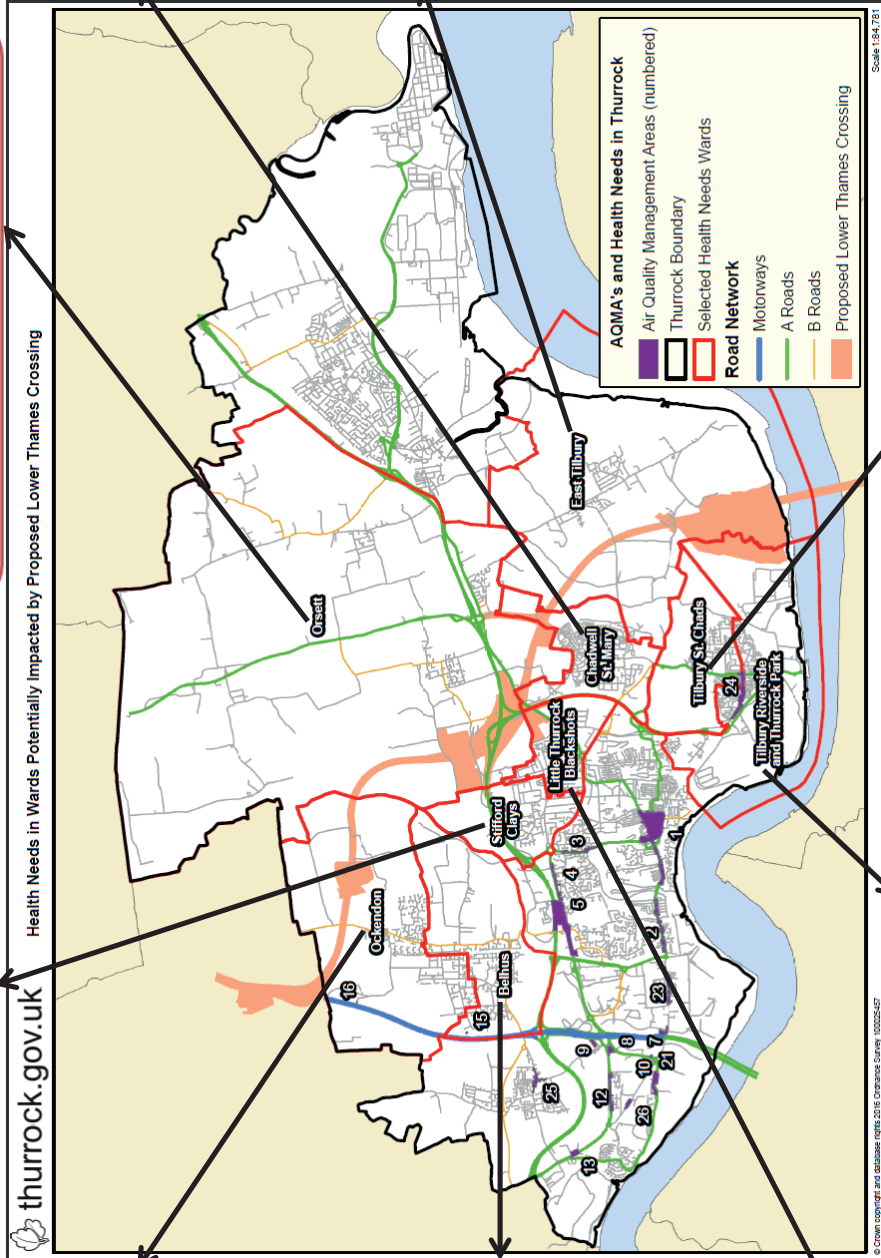 thurrock.gov.uk
Health Needs in Wards Potentially Impacted by Proposed Lower Thames Crossing
Orsett
Ockendon
16
15
Belhus
Stifford
Clays
Little Thurrock
Blackshots
Chadwell
St. Mary
East Tilbury
Tilbury St. Chads
24
Tilbury Riverside
and Thurrock Park
25
9
12
13
26
10
8
7
21
23
2
5
4
3
1
AQMA's and Health Needs in Thurrock
Air Quality Management Areas (numbered)
Thurrock Boundary
Selected Health Needs Wards
Road Network
Motorways
A Roads
B Roads
Proposed Lower Thames Crossing
© Crown copyright and database rights 2016 Ordnance Survey 100025457
Scale 1:84,781